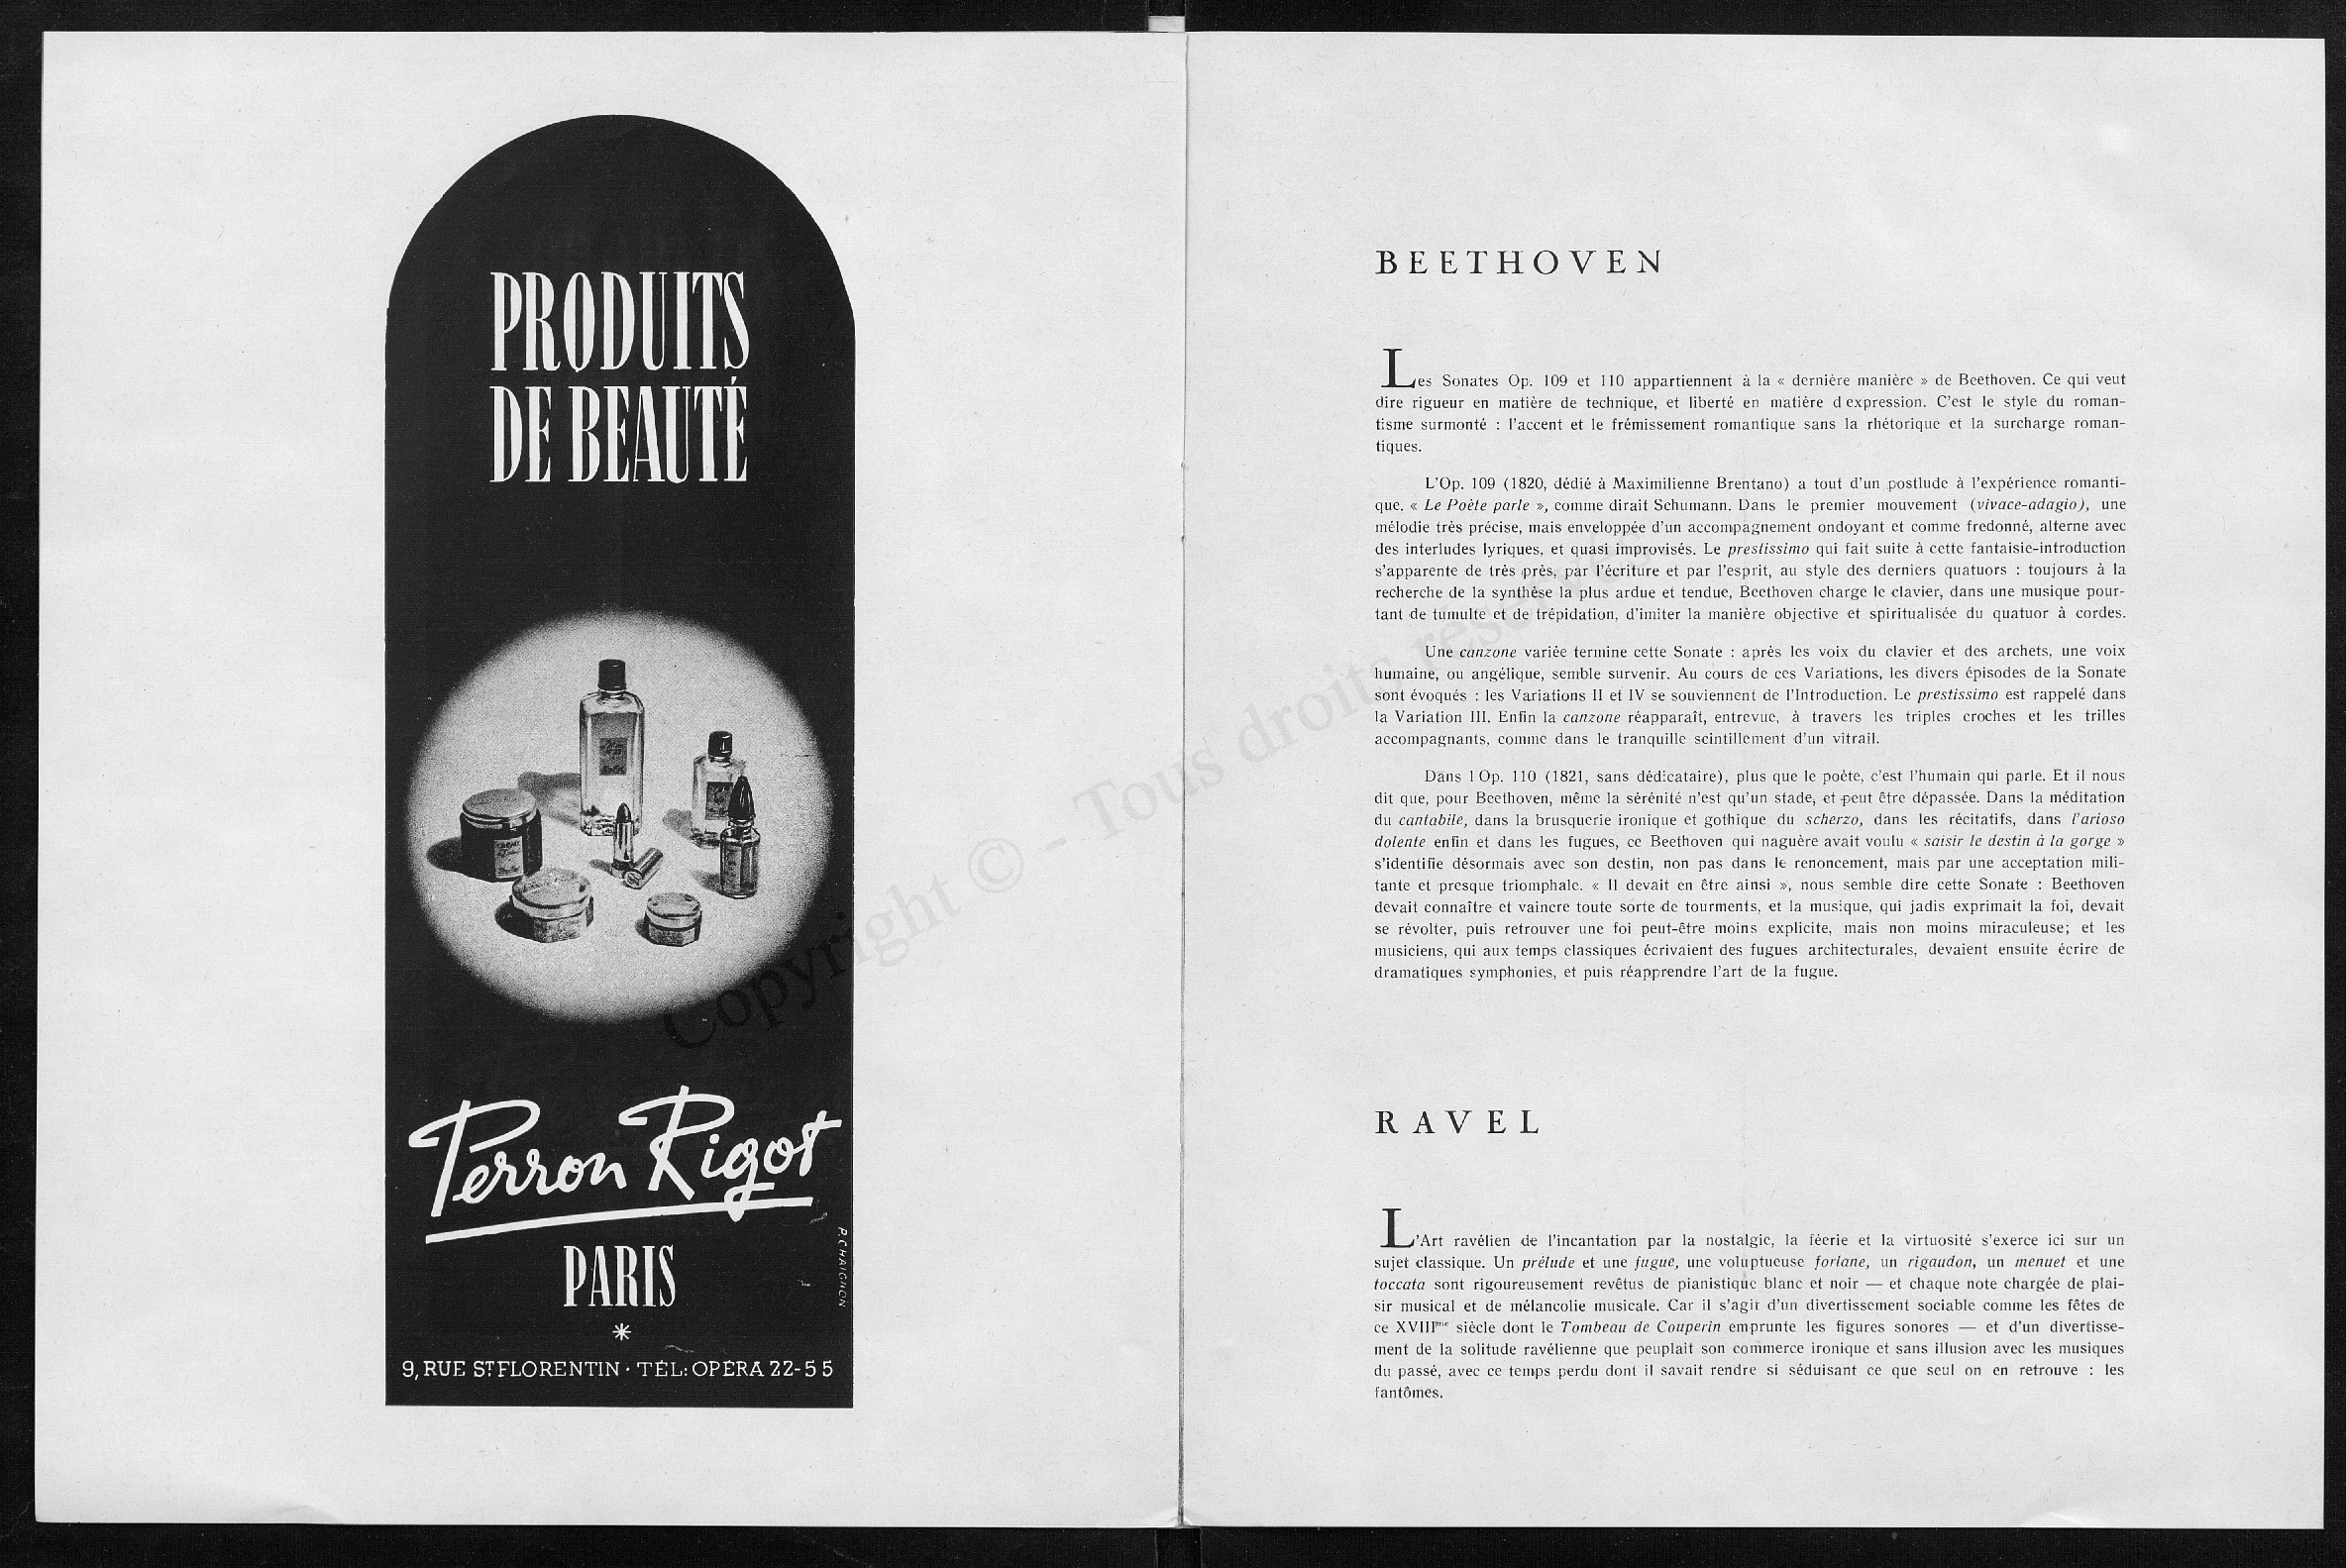 PRODUITS
DE BEAUTÉ
Perron Rigot
PARIS
P. CHAIGNON
9, RUE ST FLORENTIN · TÉL: OPÉRA 22-55
Copyright © - Tous droits réservés
BEETHOVEN
Les Sonates Op. 109 et 110 appartiennent à la « dernière manière » de Beethoven. Ce qui veut
dire rigueur en matière de technique, et liberté en matière d expression. C'est le style du roman-
tisme surmonté : l'accent et le frémissement romantique sans la rhétorique et la surcharge roman-
tiques.
L'Op. 109 (1820, dédié à Maximilienne Brentano) a tout d'un postlude à l'expérience romanti-
que. « Le Poète parle », comme dirait Schumann. Dans le premier mouvement (vivace-adagio), une
mélodie très précise, mais enveloppée d'un accompagnement ondoyant et comme fredonné, alterne avec
des interludes lyriques, et quasi improvisés. Le prestissimo qui fait suite à cette fantaisie-introduction
s'apparente de très près, par l'écriture et par l'esprit, au style des derniers quatuors : toujours à la
recherche de la synthèse la plus ardue et tendue, Beethoven charge le clavier, dans une musique pour-
tant de tumulte et de trépidation, d'imiter la manière objective et spiritualisée du quatuor à cordes.
Une canzone variée termine cette Sonate : après les voix du clavier et des archets, une voix
humaine, ou angélique, semble survenir. Au cours de ces Variations, les divers épisodes de la Sonate
sont évoqués : les Variations II et IV se souviennent de l'Introduction. Le prestissimo est rappelé dans
la Variation III. Enfin la canzone réapparaît, entrevue, à travers les triples croches et les trilles
accompagnants, comme dans le tranquille scintillement d'un vitrail.
Dans l Op. 110 (1821, sans dédicataire), plus que le poète, c'est l'humain qui parle. Et il nous
dit que, pour Beethoven, même la sérénité n'est qu'un stade, et peut être dépassée. Dans la méditation
du cantabile, dans la brusquerie ironique et gothique du scherzo, dans les récitatifs, dans l'arioso
dolente enfin et dans les fugues, ce Beethoven qui naguère avait voulu « saisir le destin à la gorge »
s'identifie désormais avec son destin, non pas dans le renoncement, mais par une acceptation mili-
tante et presque triomphale. « Il devait en être ainsi », nous semble dire cette Sonate : Beethoven
devait connaître et vaincre toute sorte de tourments, et la musique, qui jadis exprimait la foi, devait
se révolter, puis retrouver une foi peut-être moins explicite, mais non moins miraculeuse; et les
musiciens, qui aux temps classiques écrivaient des fugues architecturales, devaient ensuite écrire de
dramatiques symphonies, et puis réapprendre l'art de la fugue.
RAVEL
L'Art ravélien de l'incantation par la nostalgie, la féerie et la virtuosité s'exerce ici sur un
sujet classique. Un prélude et une fugue, une voluptueuse forlane, un rigaudon, un menuet et une
toccata sont rigoureusement revêtus de pianistique blanc et noir — et chaque note chargée de plai-
sir musical et de mélancolie musicale. Car il s'agit d'un divertissement sociable comme les fêtes de
ce XVIIIme siècle dont le Tombeau de Couperin emprunte les figures sonores — et d'un divertisse-
ment de la solitude ravélienne que peuplait son commerce ironique et sans illusion avec les musiques
du passé, avec ce temps perdu dont il savait rendre si séduisant ce que seul on en retrouve : les
fantômes.